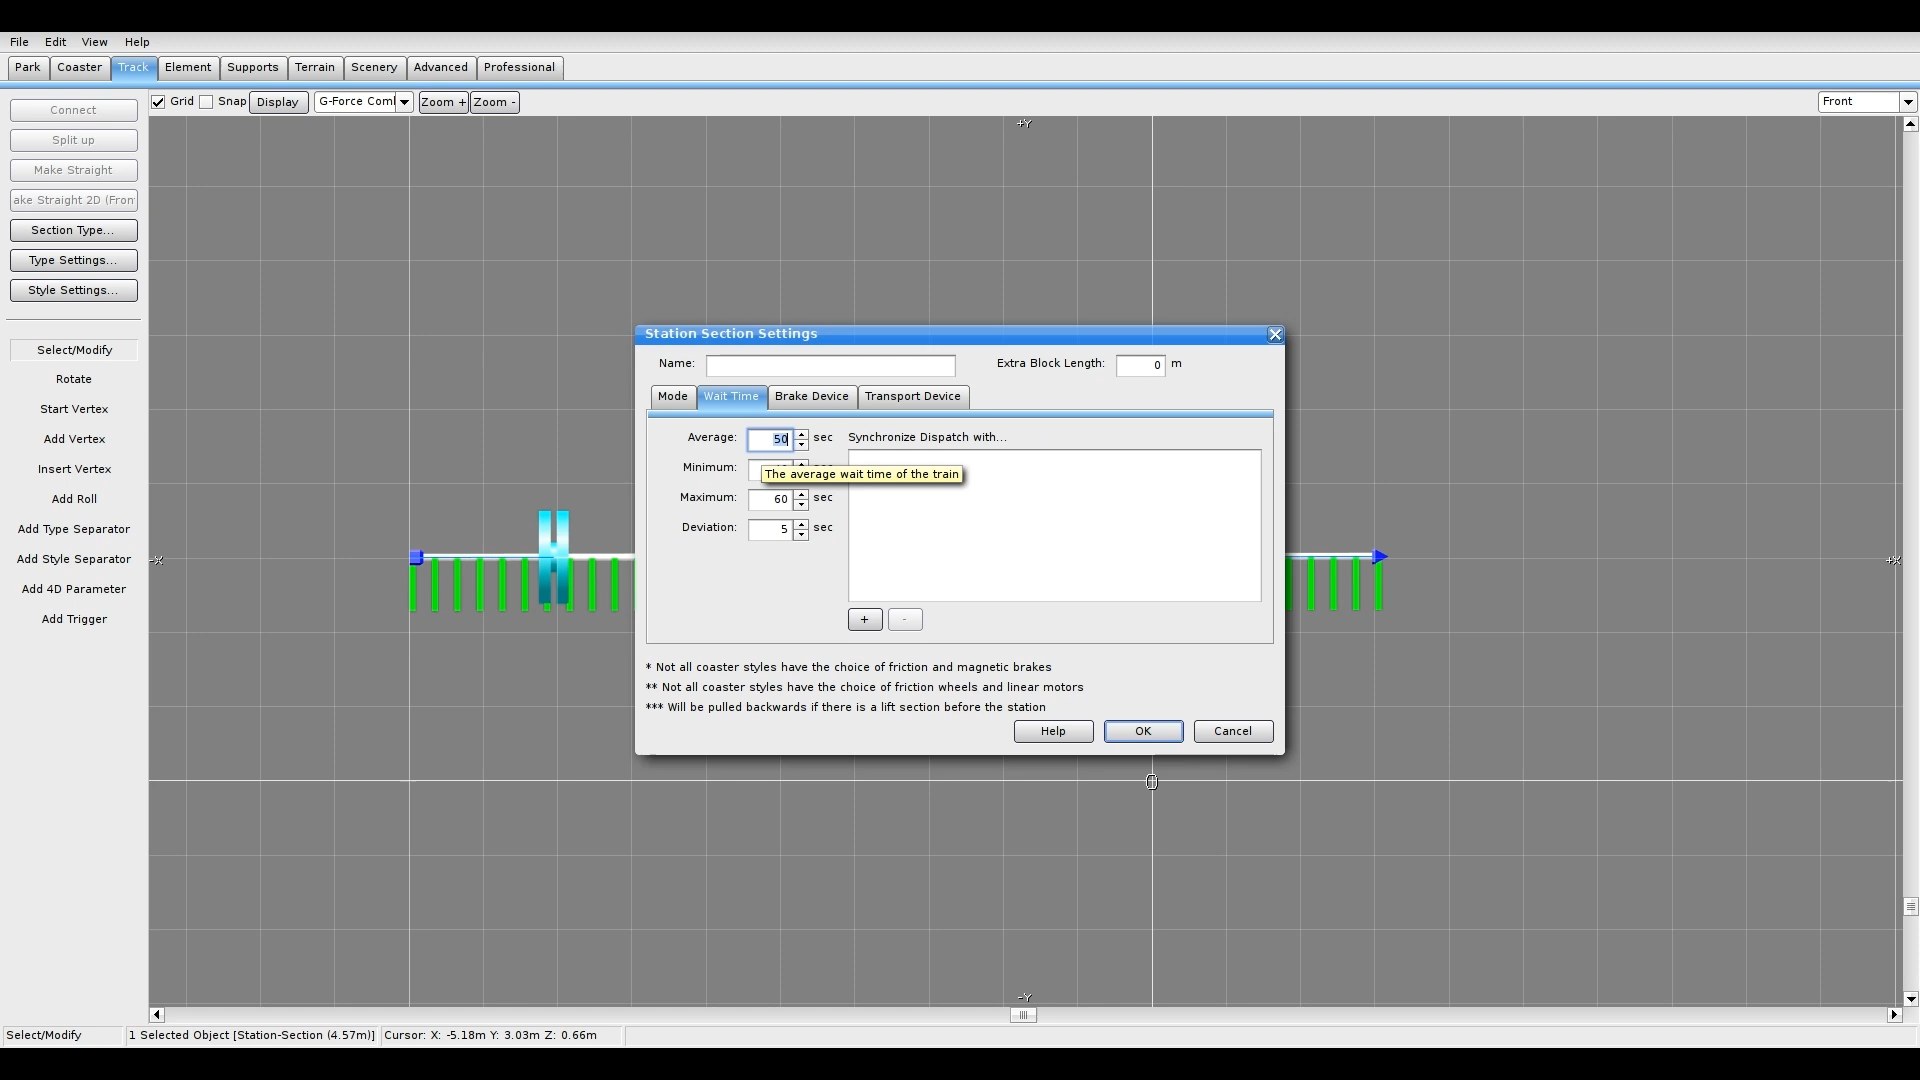 File Edit View Help
Park Coaster Track Element Supports Terrain Scenery Advanced Professional
Grid Snap Display G-Force Com Zoom + Zoom - Front
Connect
Split up
Make Straight
ake Straight 2D (Fron
Section Type...
Type Settings...
Style Settings...
Select/Modify
Rotate
Start Vertex
Add Vertex
Insert Vertex
Add Roll
Add Type Separator
Add Style Separator
Add 4D Parameter
Add Trigger
+Y
-X
+X
-Y
0
Station Section Settings
Name: Extra Block Length: 0 m
Mode Wait Time Brake Device Transport Device
Average: 50 sec Synchronize Dispatch with...
Minimum:
The average wait time of the train
Maximum: 60 sec
Deviation: 5 sec
+ -
* Not all coaster styles have the choice of friction and magnetic brakes
** Not all coaster styles have the choice of friction wheels and linear motors
*** Will be pulled backwards if there is a lift section before the station
Help OK Cancel
Select/Modify 1 Selected Object [Station-Section (4.57m)] Cursor: X: -5.18m Y: 3.03m Z: 0.66m